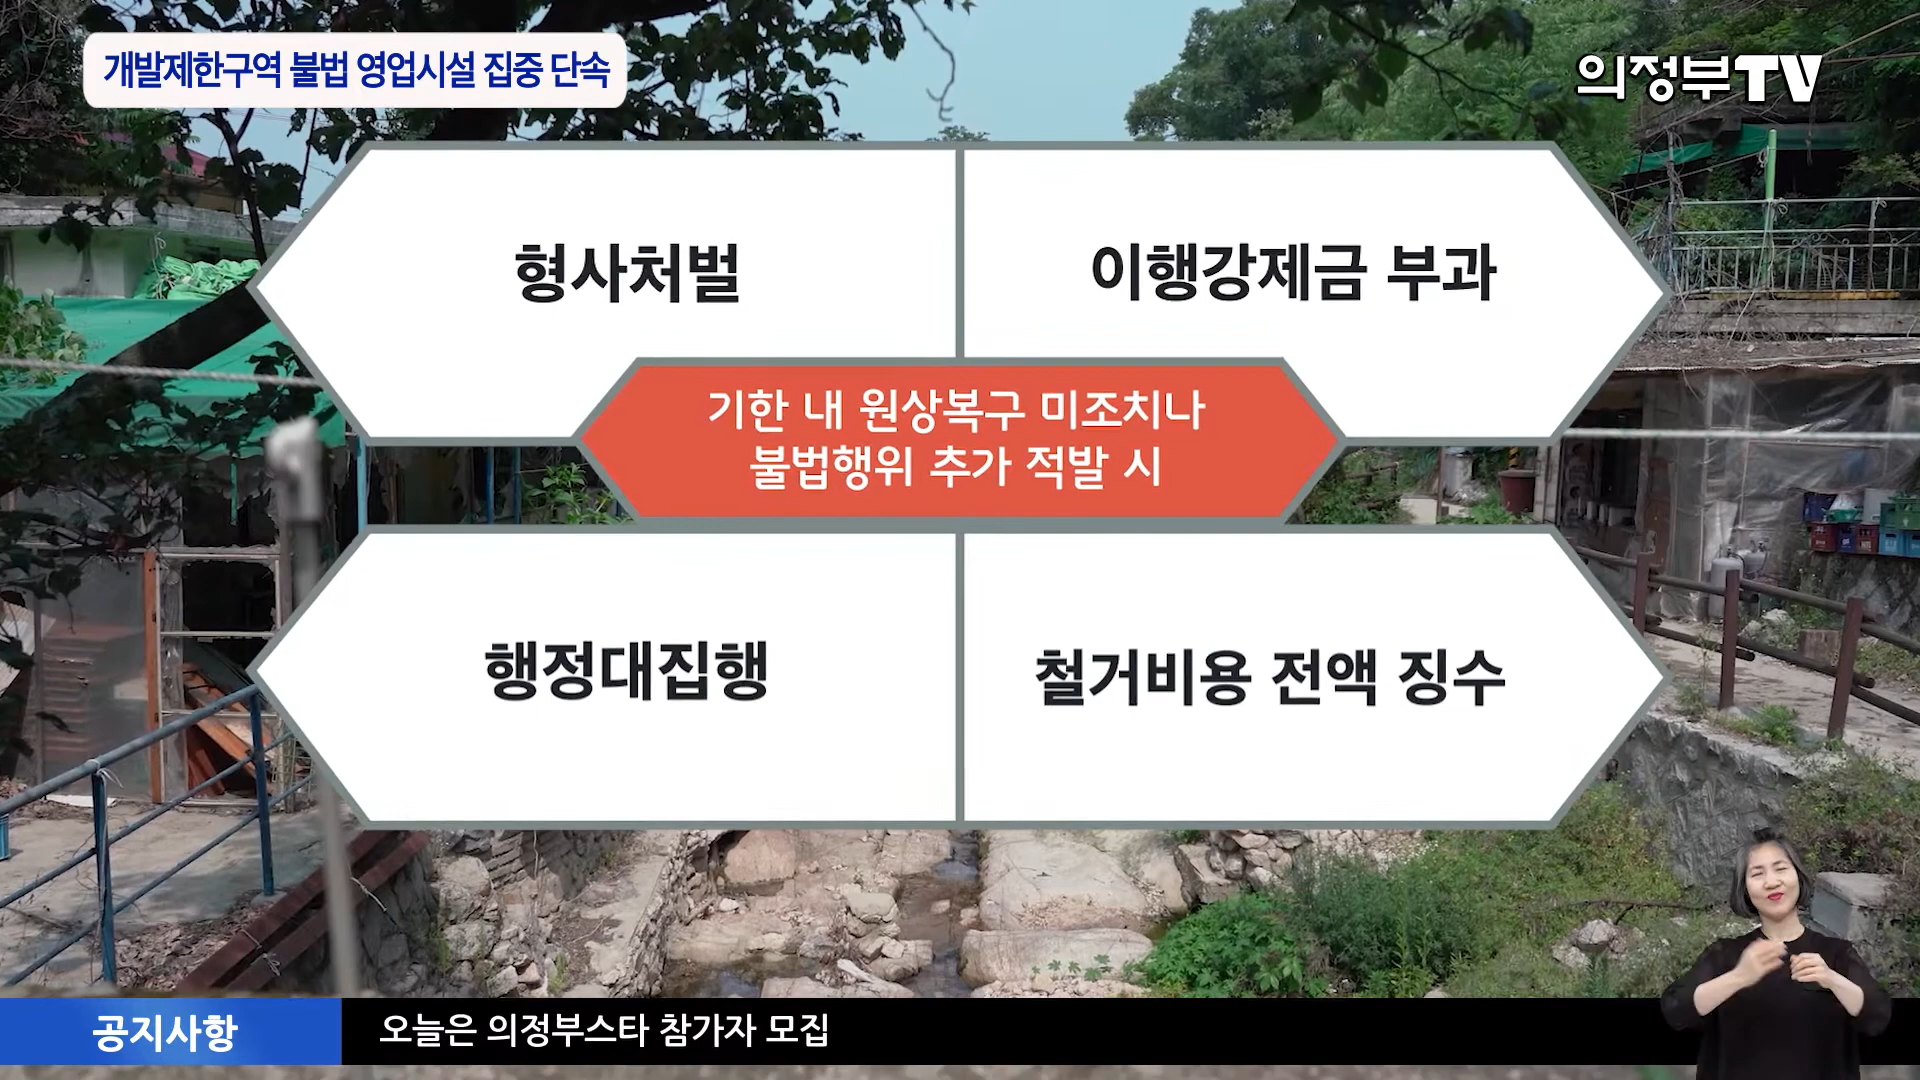 개발제한구역 불법 영업시설 집중 단속
의정부TV
형사처벌
이행강제금 부과
기한 내 원상복구 미조치나
불법행위 추가 적발 시
행정대집행
철거비용 전액 징수
공지사항
오늘은 의정부스타 참가자 모집